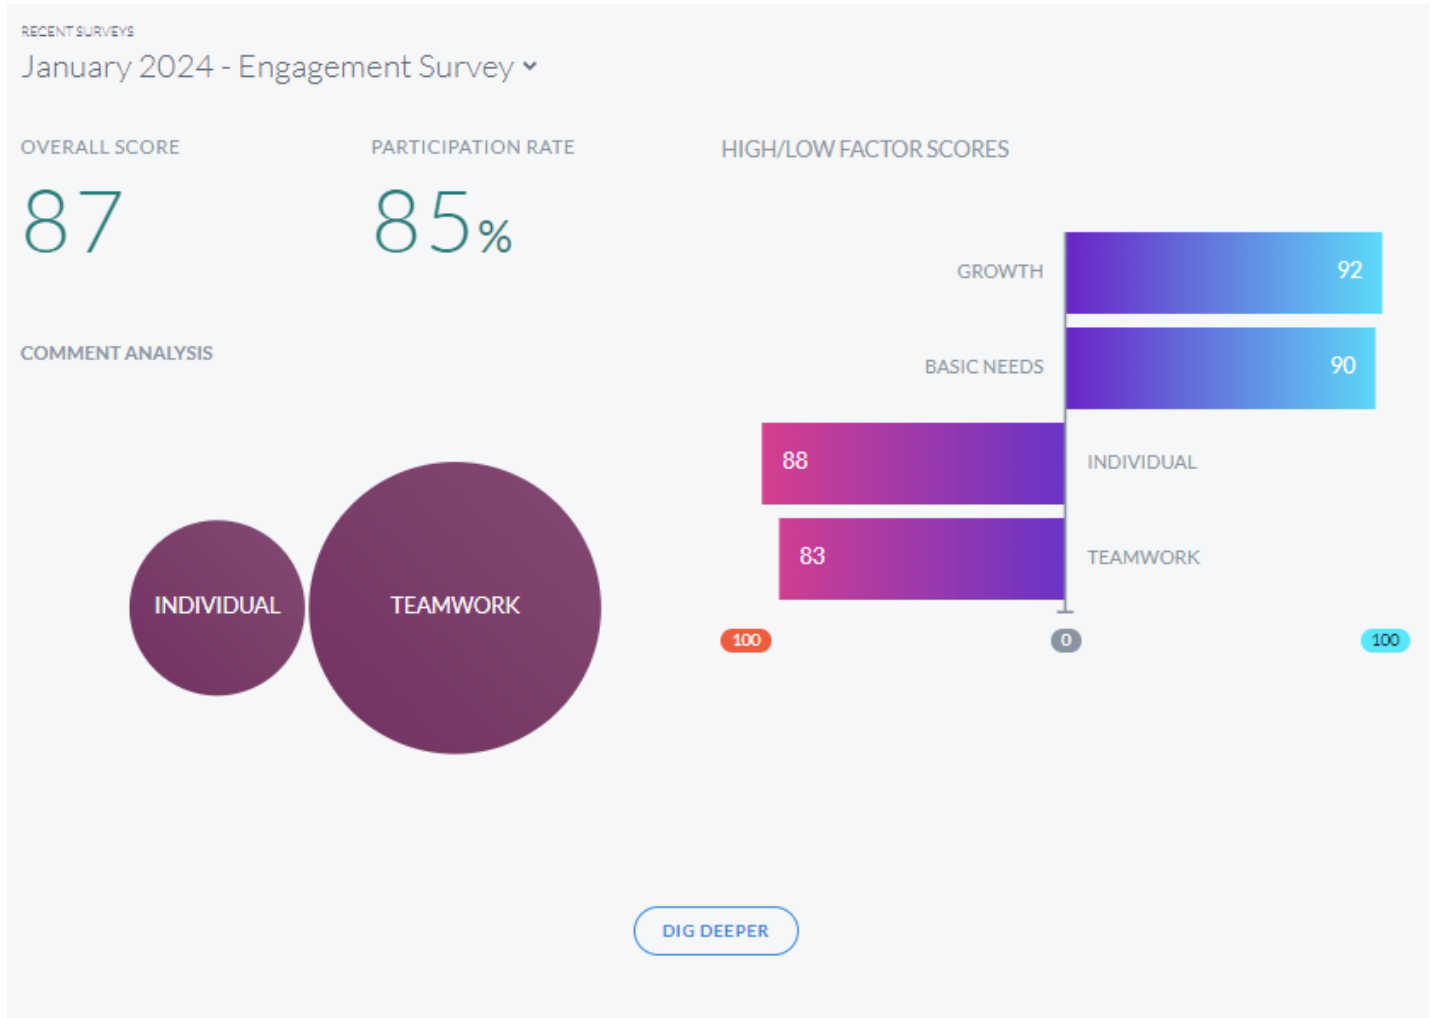 RECENT SURVEYS
January 2024 - Engagement Survey
OVERALL SCORE
87
PARTICIPATION RATE
85%
COMMENT ANALYSIS
INDIVIDUAL
TEAMWORK
HIGH/LOW FACTOR SCORES
GROWTH 92
BASIC NEEDS 90
88 INDIVIDUAL
83 TEAMWORK
100 0 100
DIG DEEPER